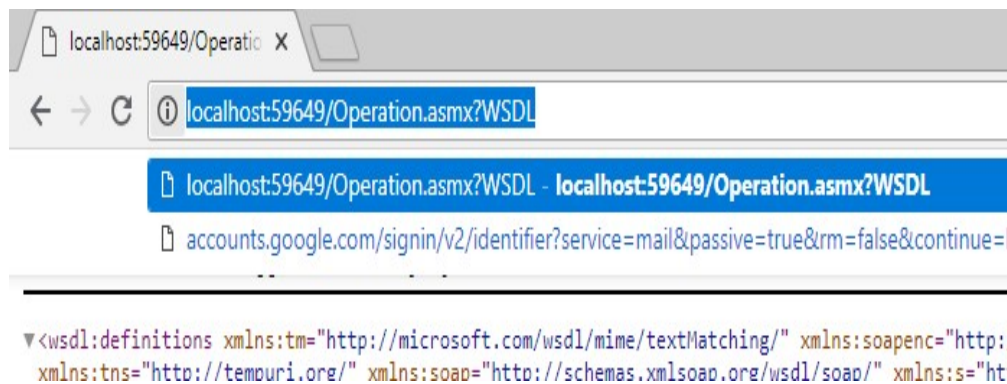 localhost:59649/Operatio
localhost:59649/Operation.asmx?WSDL
localhost:59649/Operation.asmx?WSDL - localhost:59649/Operation.asmx?WSDL
accounts.google.com/signin/v2/identifier?service=mail&passive=true&rm=false&continue=
<wsdl:definitions xmlns:tm="http://microsoft.com/wsdl/mime/textMatching/" xmlns:soapenc="http:
xmlns:tns="http://tempuri.org/" xmlns:soap="http://schemas.xmlsoap.org/wsdl/soap/" xmlns:s="ht